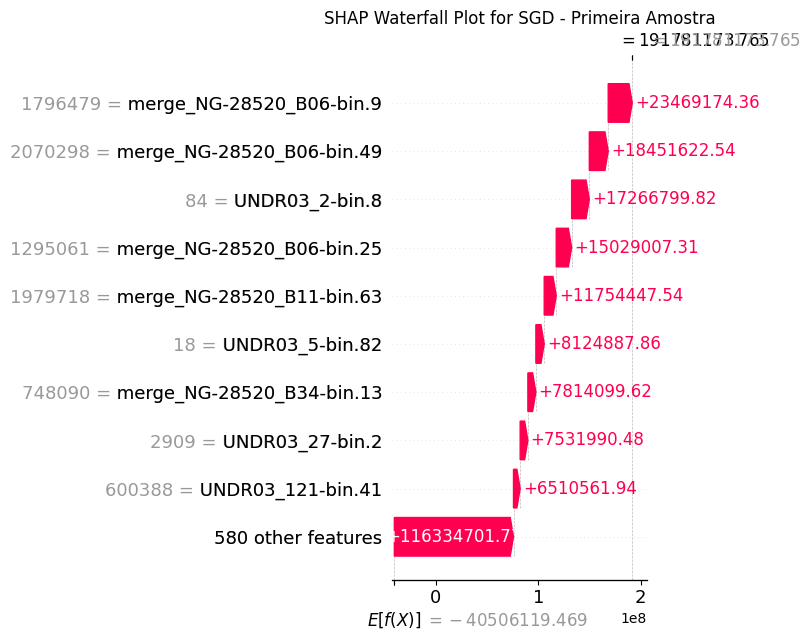 SHAP Waterfall Plot for SGD - Primeira Amostra
= 191781173.765
1796479 = merge_NG-28520_B06-bin.9 +23469174.36
2070298 = merge_NG-28520_B06-bin.49 +18451622.54
84 = UNDR03_2-bin.8 +17266799.82
1295061 = merge_NG-28520_B06-bin.25 +15029007.31
1979718 = merge_NG-28520_B11-bin.63 +11754447.54
18 = UNDR03_5-bin.82 +8124887.86
748090 = merge_NG-28520_B34-bin.13 +7814099.62
2909 = UNDR03_27-bin.2 +7531990.48
600388 = UNDR03_121-bin.41 +6510561.94
580 other features +116334701.7
0 1 2
E[f(X)] = −40506119.469 1e8